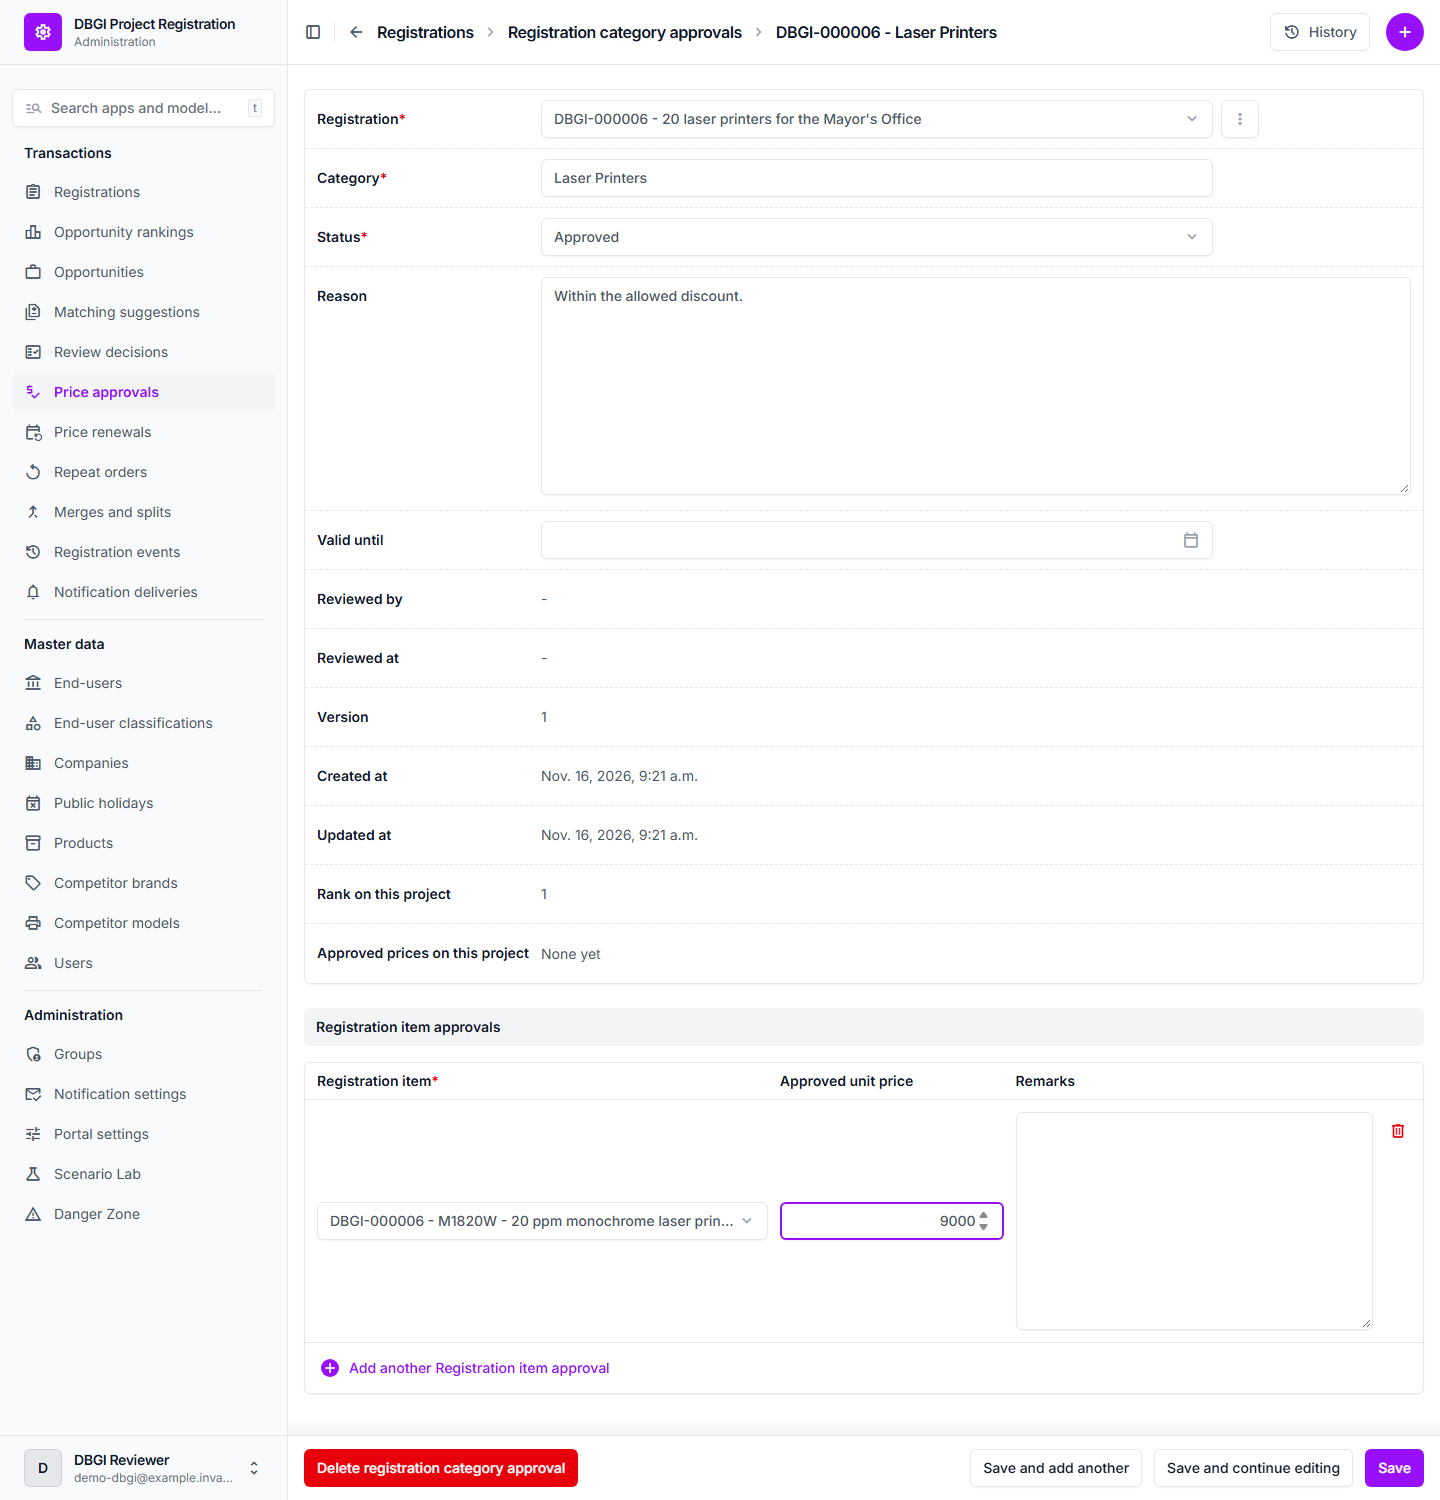 DBGI Project Registration
Administration
Search apps and model...
t
Transactions
Registrations
Opportunity rankings
Opportunities
Matching suggestions
Review decisions
Price approvals
Price renewals
Repeat orders
Merges and splits
Registration events
Notification deliveries
Master data
End-users
End-user classifications
Companies
Public holidays
Products
Competitor brands
Competitor models
Users
Administration
Groups
Notification settings
Portal settings
Scenario Lab
Danger Zone
D
DBGI Reviewer
demo-dbgi@example.inva...
Registrations
Registration category approvals
DBGI-000006 - Laser Printers
History
Registration*
DBGI-000006 - 20 laser printers for the Mayor's Office
Category*
Laser Printers
Status*
Approved
Reason
Within the allowed discount.
Valid until
Reviewed by
-
Reviewed at
-
Version
1
Created at
Nov. 16, 2026, 9:21 a.m.
Updated at
Nov. 16, 2026, 9:21 a.m.
Rank on this project
1
Approved prices on this project
None yet
Registration item approvals
Registration item*
Approved unit price
Remarks
DBGI-000006 - M1820W - 20 ppm monochrome laser prin...
9000
Add another Registration item approval
Delete registration category approval
Save and add another
Save and continue editing
Save